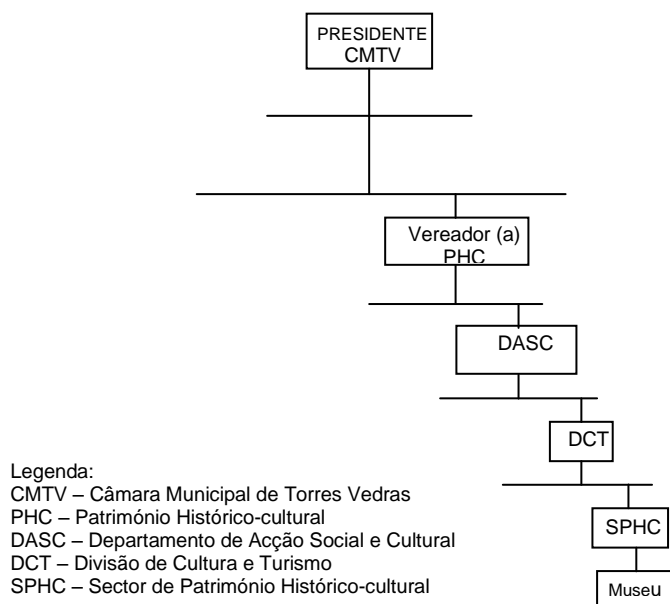 PRESIDENTE
CMTV
Vereador (a)
PHC
DASC
DCT
SPHC
Museu
Legenda:
CMTV – Câmara Municipal de Torres Vedras
PHC – Património Histórico-cultural
DASC – Departamento de Acção Social e Cultural
DCT – Divisão de Cultura e Turismo
SPHC – Sector de Património Histórico-cultural